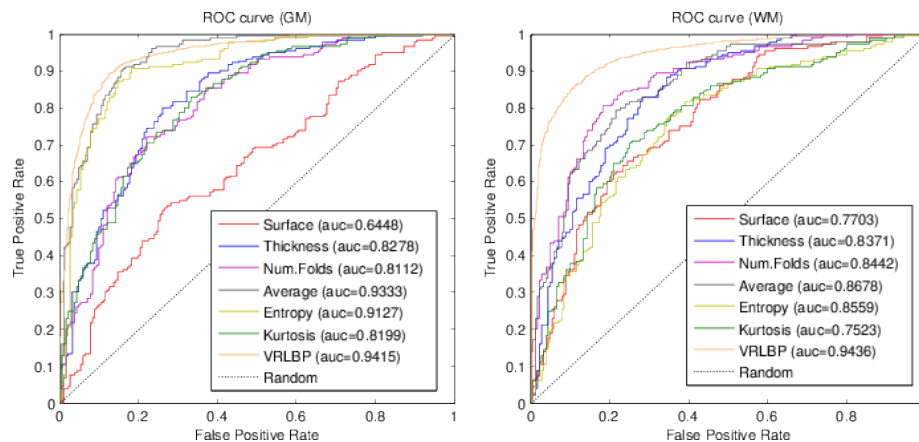 ROC curve (GM)
1
0.9
0.8
0.7
0.6
0.5
0.4
0.3
0.2
0.1
0
True Positive Rate
Surface (auc=0.6448)
Thickness (auc=0.8278)
Num.Folds (auc=0.8112)
Average (auc=0.9333)
Entropy (auc=0.9127)
Kurtosis (auc=0.8199)
VRLBP (auc=0.9415)
Random
0 0.2 0.4 0.6 0.8 1
False Positive Rate
ROC curve (WM)
1
0.9
0.8
0.7
0.6
0.5
0.4
0.3
0.2
0.1
0
True Positive Rate
Surface (auc=0.7703)
Thickness (auc=0.8371)
Num.Folds (auc=0.8442)
Average (auc=0.8678)
Entropy (auc=0.8559)
Kurtosis (auc=0.7523)
VRLBP (auc=0.9436)
Random
0 0.2 0.4 0.6 0.8
False Positive Rate